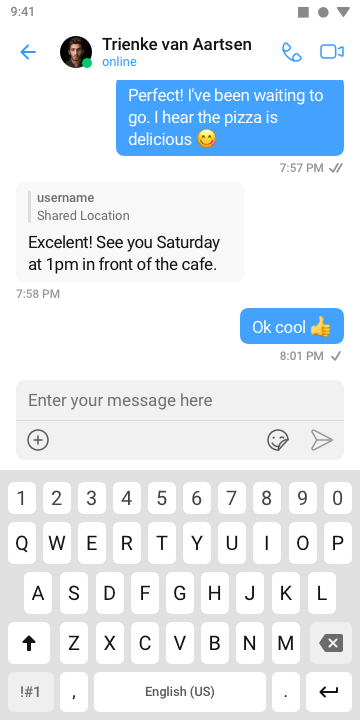 9:41
Trienke van Aartsen
online
Perfect! I've been waiting to
go. I hear the pizza is
delicious 😋
7:57 PM
username
Shared Location
Excelent! See you Saturday
at 1pm in front of the cafe.
7:58 PM
Ok cool 👍
8:01 PM
Enter your message here
1 2 3 4 5 6 7 8 9 0
Q W E R T Y U I O P
A S D F G H J K L
Z X C V B N M
!#1 , English (US) .